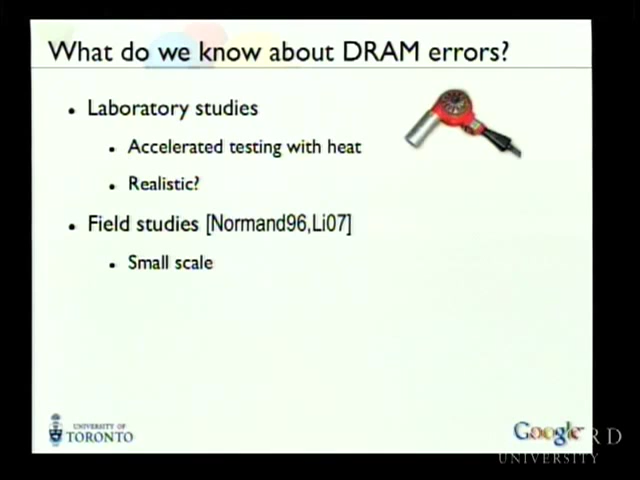 What do we know about DRAM errors?
• Laboratory studies
• Accelerated testing with heat
• Realistic?
• Field studies [Normand96,Li07]
• Small scale
UNIVERSITY OF
TORONTO
Google
UNIVERSITY